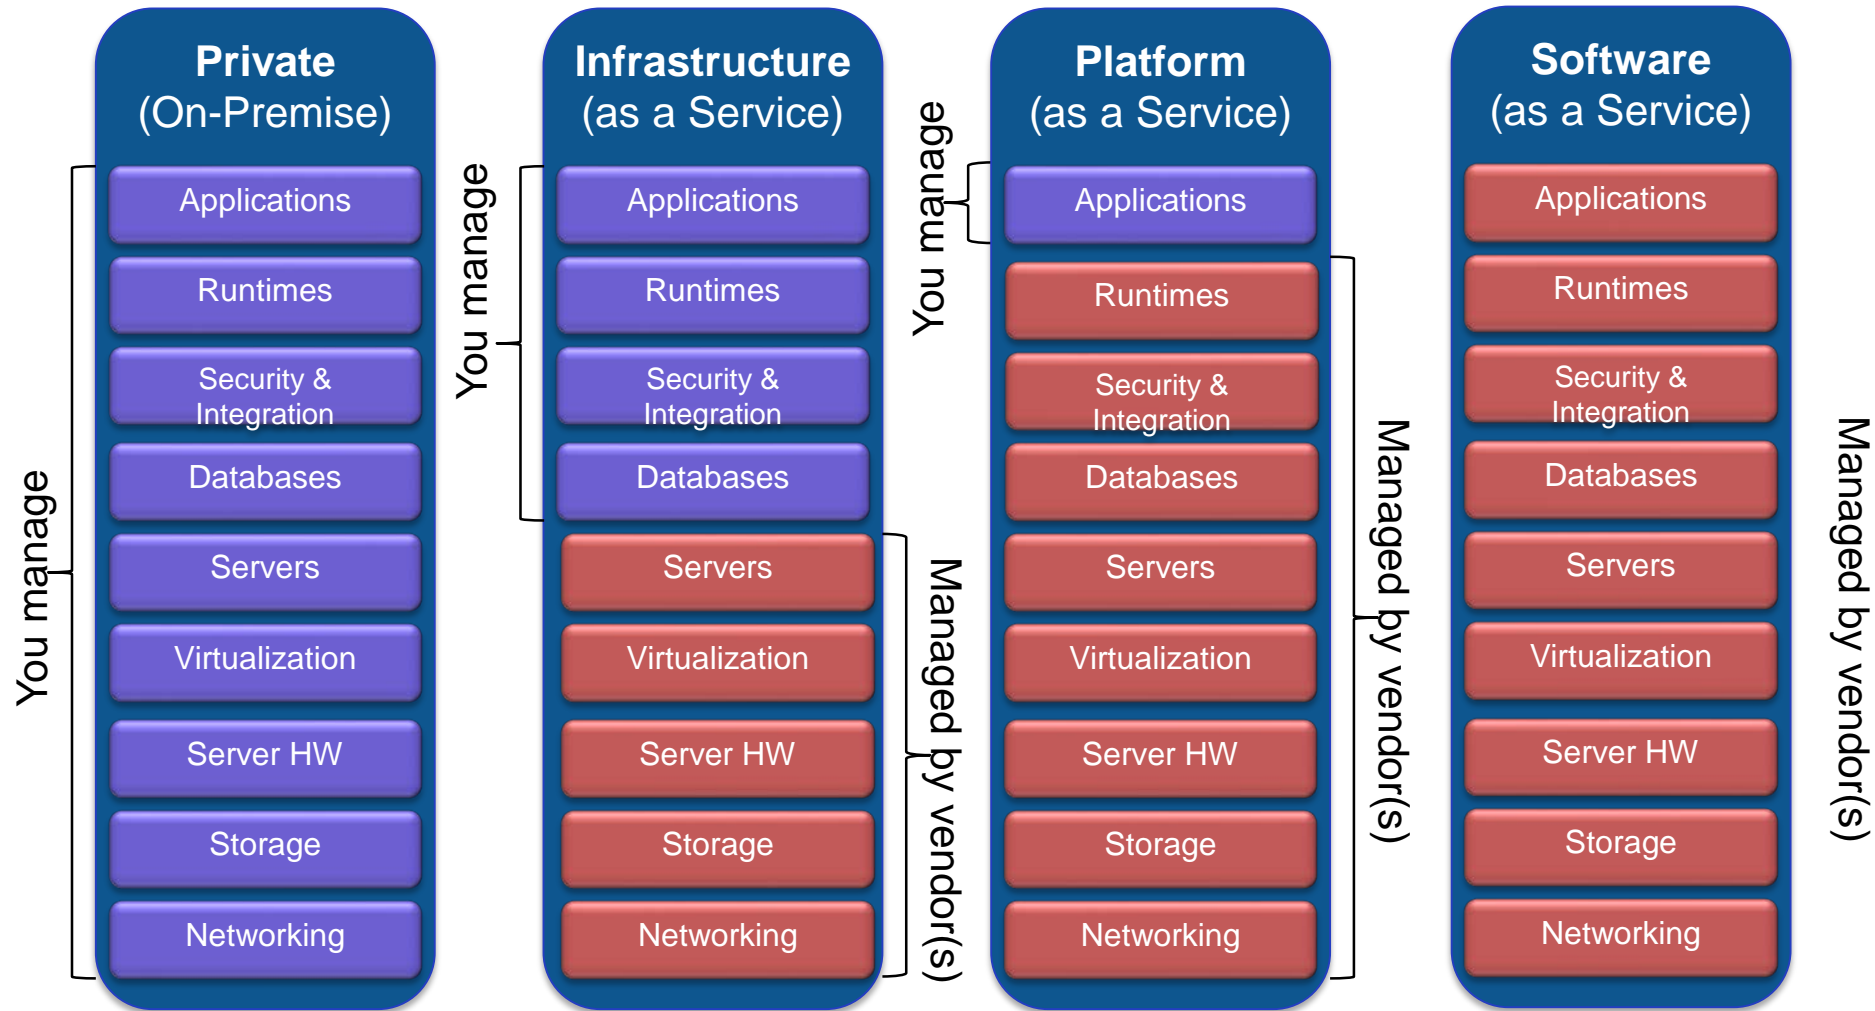 Private
(On-Premise)
You manage
Applications
Runtimes
Security &
Integration
Databases
Servers
Virtualization
Server HW
Storage
Networking
Infrastructure
(as a Service)
You manage
Applications
Runtimes
Security &
Integration
Databases
Servers
Virtualization
Server HW
Storage
Networking
Managed by vendor(s)
Platform
(as a Service)
You manage
Applications
Runtimes
Security &
Integration
Databases
Servers
Virtualization
Server HW
Storage
Networking
Managed by vendor(s)
Software
(as a Service)
Applications
Runtimes
Security &
Integration
Databases
Servers
Virtualization
Server HW
Storage
Networking
Managed by vendor(s)